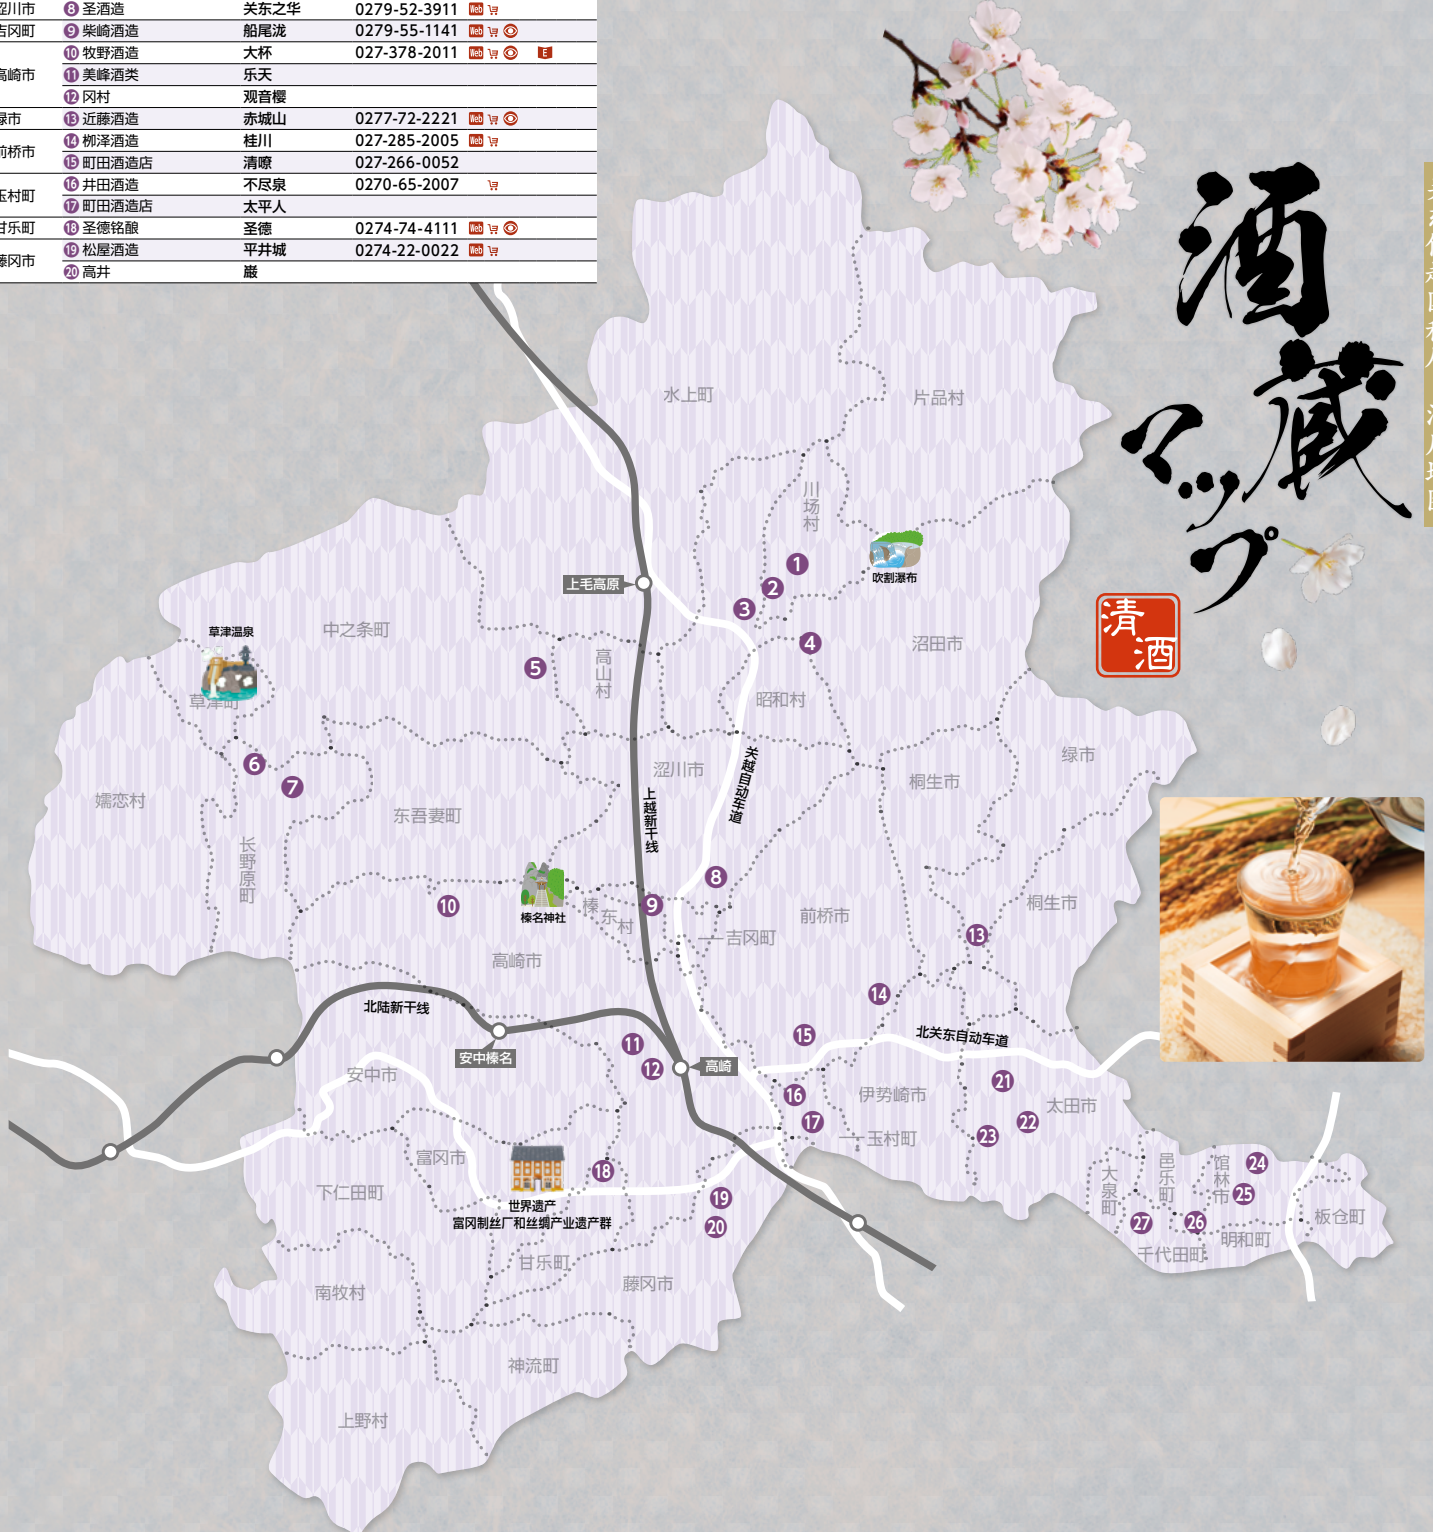 涩川市 8 圣酒造 关东之华 0279-52-3911 Web
吉冈町 9 柴崎酒造 船尾泷 0279-55-1141 Web
高崎市 10 牧野酒造 大杯 027-378-2011 Web E
11 美峰酒类 乐天
12 冈村 观音樱
绿市 13 近藤酒造 赤城山 0277-72-2221 Web
前桥市 14 栁泽酒造 桂川 027-285-2005 Web
15 町田酒造店 清嘹 027-266-0052
玉村町 16 井田酒造 不尽泉 0270-65-2007
17 町田酒造店 太平人
甘乐町 18 圣德铭酿 圣德 0274-74-4111 Web
藤冈市 19 松屋酒造 平井城 0274-22-0022 Web
20 高井 巌
酒蔵
マップ
清酒
水上町
片品村
川场村
1
2
3
吹割瀑布
上毛高原
4
沼田市
中之条町
草津温泉
草津町
高山村
5
昭和村
绿市
涩川市
关越自动车道
桐生市
6
7
嬬恋村
东吾妻町
上越新干线
长野原町
8
10
榛名神社
榛东村
9
前桥市
桐生市
吉冈町
13
高崎市
14
北陆新干线
安中榛名
11
12
高崎
15
北关东自动车道
安中市
16
17
伊势崎市
21
太田市
22
23
玉村町
富冈市
下仁田町
18
世界遗产
富冈制丝厂和丝绸产业遗产群
19
20
大泉町
邑乐町
馆林市
24
25
26
27
板仓町
明和町
千代田町
甘乐町
藤冈市
南牧村
神流町
上野村